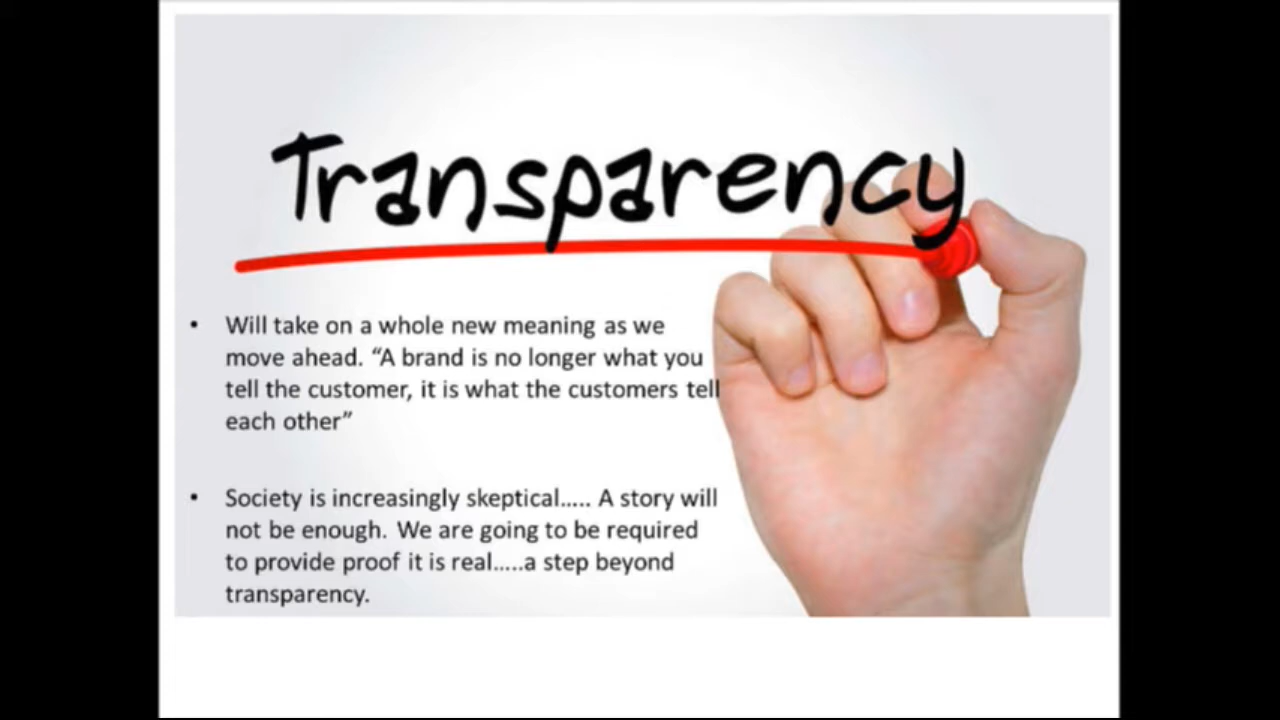 Transparency
• Will take on a whole new meaning as we
move ahead. “A brand is no longer what you
tell the customer, it is what the customers tell
each other”
• Society is increasingly skeptical..... A story will
not be enough. We are going to be required
to provide proof it is real.....a step beyond
transparency.